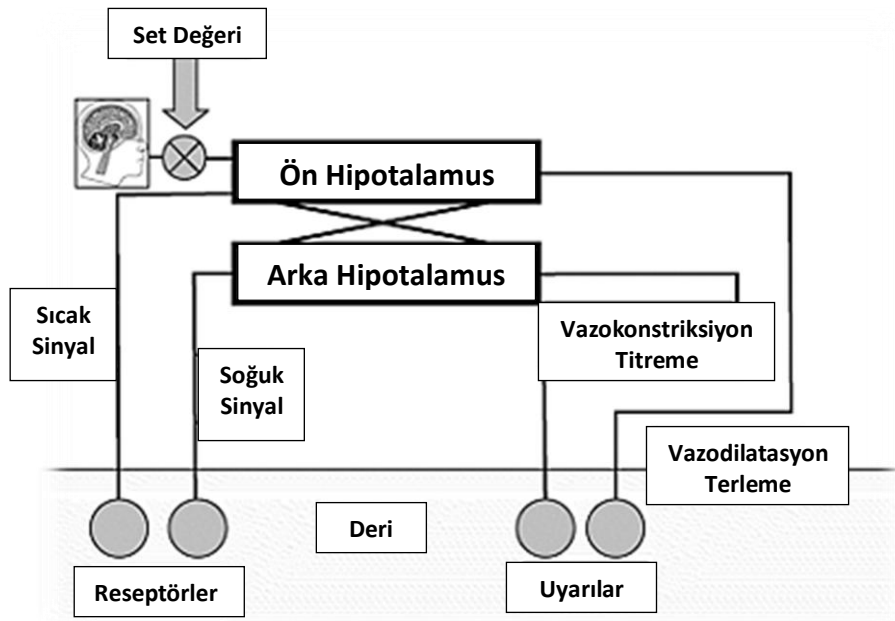 Set Değeri
Ön Hipotalamus
Arka Hipotalamus
Sıcak
Sinyal
Soğuk
Sinyal
Vazokonstriksiyon
Titreme
Vazodilatasyon
Terleme
Deri
Reseptörler
Uyarılar